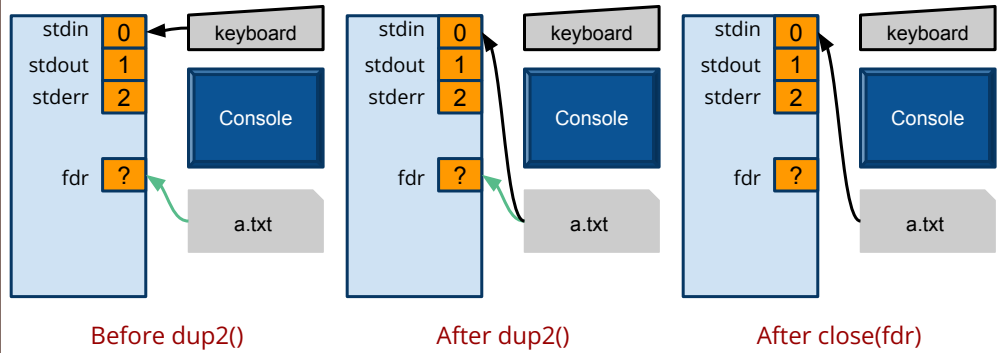 stdin 0 keyboard
stdout 1
stderr 2
Console
fdr ?
a.txt
Before dup2()
stdin 0 keyboard
stdout 1
stderr 2
Console
fdr ?
a.txt
After dup2()
stdin 0 keyboard
stdout 1
stderr 2
Console
fdr ?
a.txt
After close(fdr)